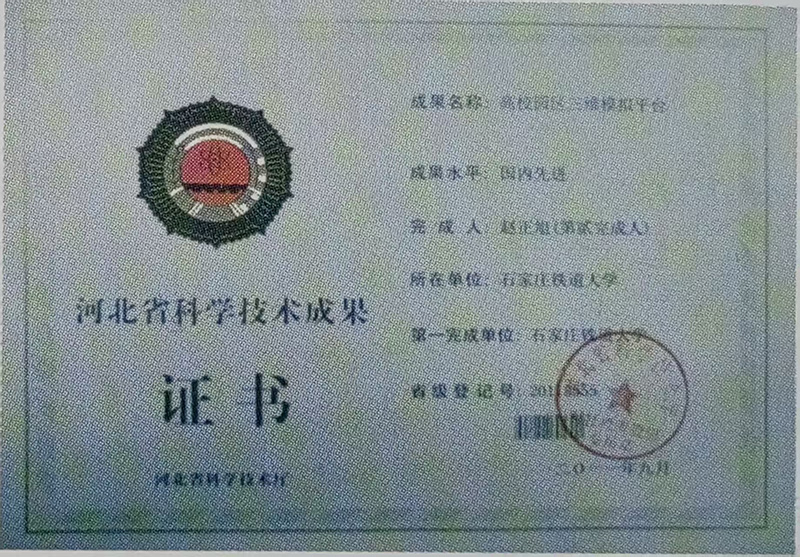 河北省科学技术成果
证书
河北省科学技术厅
成果名称：高校园区三维模拟平台
成果水平：国内先进
完成人：赵正旭(第贰完成人)
所在单位：石家庄铁道大学
第一完成单位：石家庄铁道大学
省级登记号：
二〇一一年九月